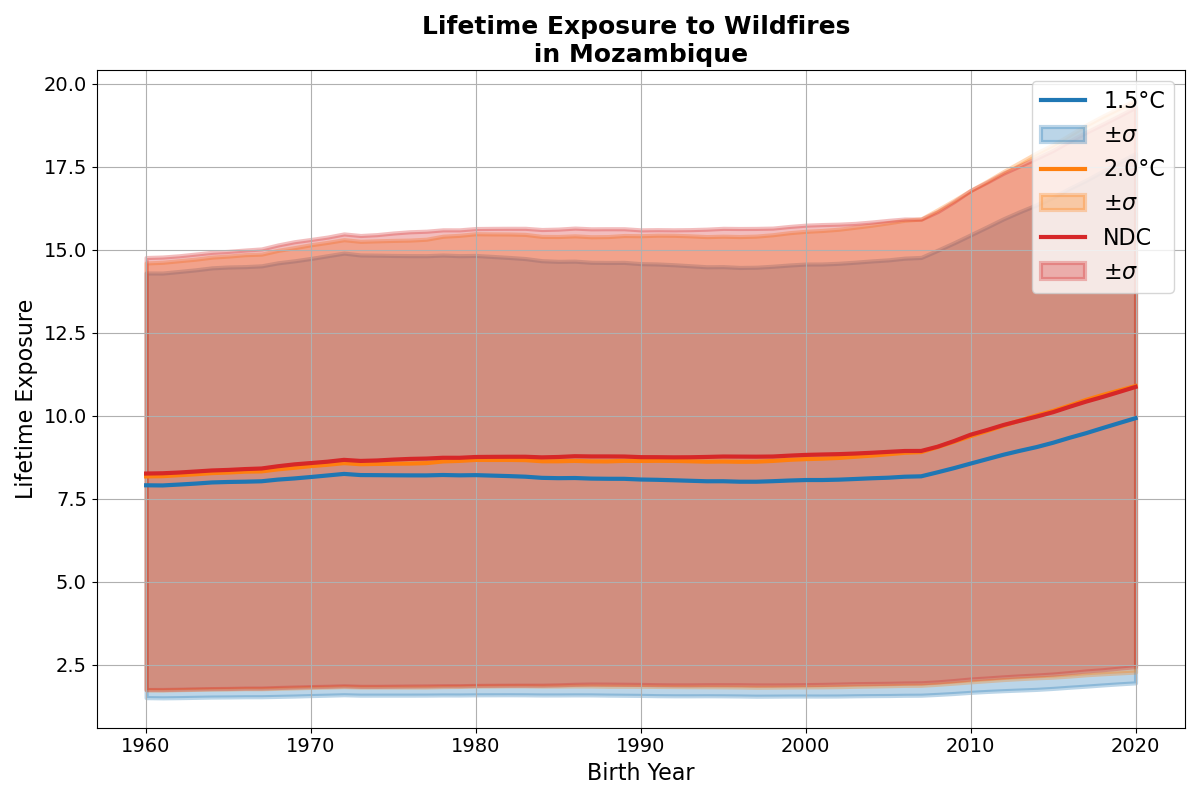 Lifetime Exposure to Wildfires
in Mozambique
20.0
17.5
15.0
12.5
10.0
7.5
5.0
2.5
Lifetime Exposure
1.5°C
±σ
2.0°C
±σ
NDC
±σ
1960
1970
1980
1990
2000
2010
2020
Birth Year